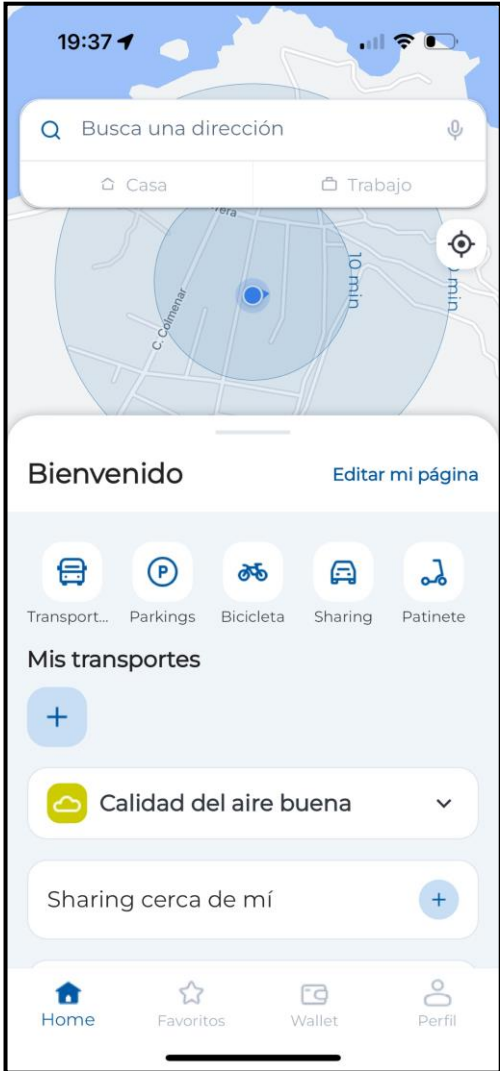 19:37
Busca una dirección
Casa
Trabajo
10 min
min
C. Colmenar
Bienvenido
Editar mi página
P
Transport...
Parkings
Bicicleta
Sharing
Patinete
Mis transportes
+
Calidad del aire buena
Sharing cerca de mí
+
Home
Favoritos
Wallet
Perfil